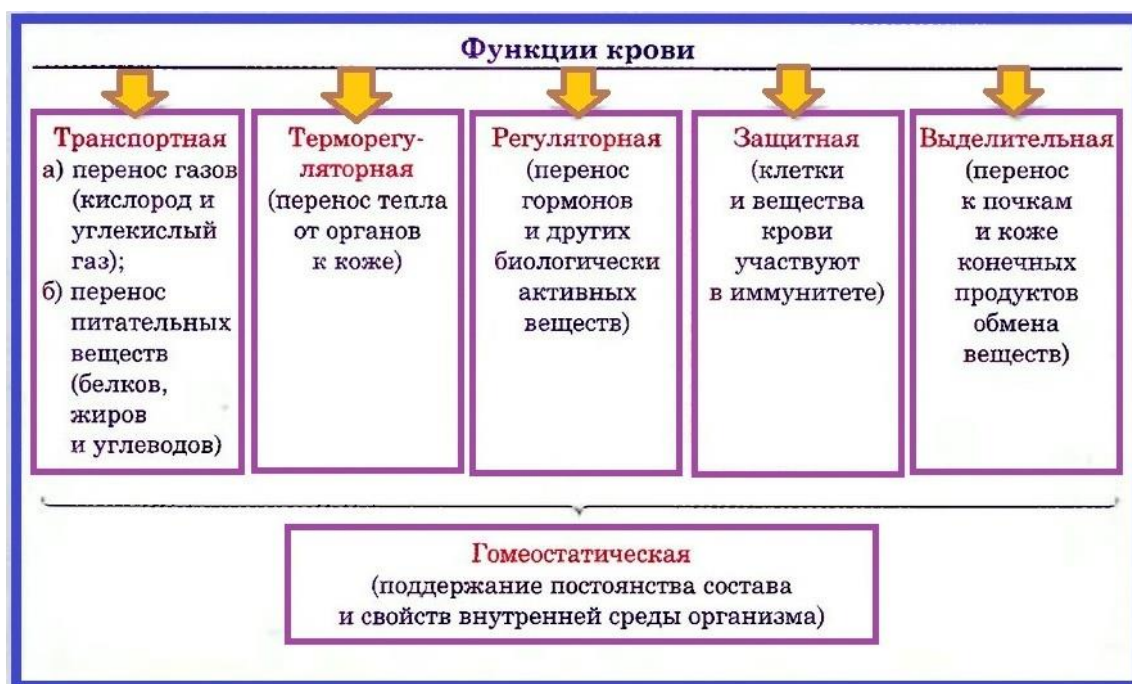 Функции крови
Транспортная
а) перенос газов
(кислород и
углекислый
газ);
б) перенос
питательных
веществ
(белков,
жиров
и углеводов)
Терморегу-
ляторная
(перенос тепла
от органов
к коже)
Регуляторная
(перенос
гормонов
и других
биологически
активных
веществ)
Защитная
(клетки
и вещества
крови
участвуют
в иммунитете)
Выделительная
(перенос
к почкам
и коже
конечных
продуктов
обмена
веществ)
Гомеостатическая
(поддержание постоянства состава
и свойств внутренней среды организма)